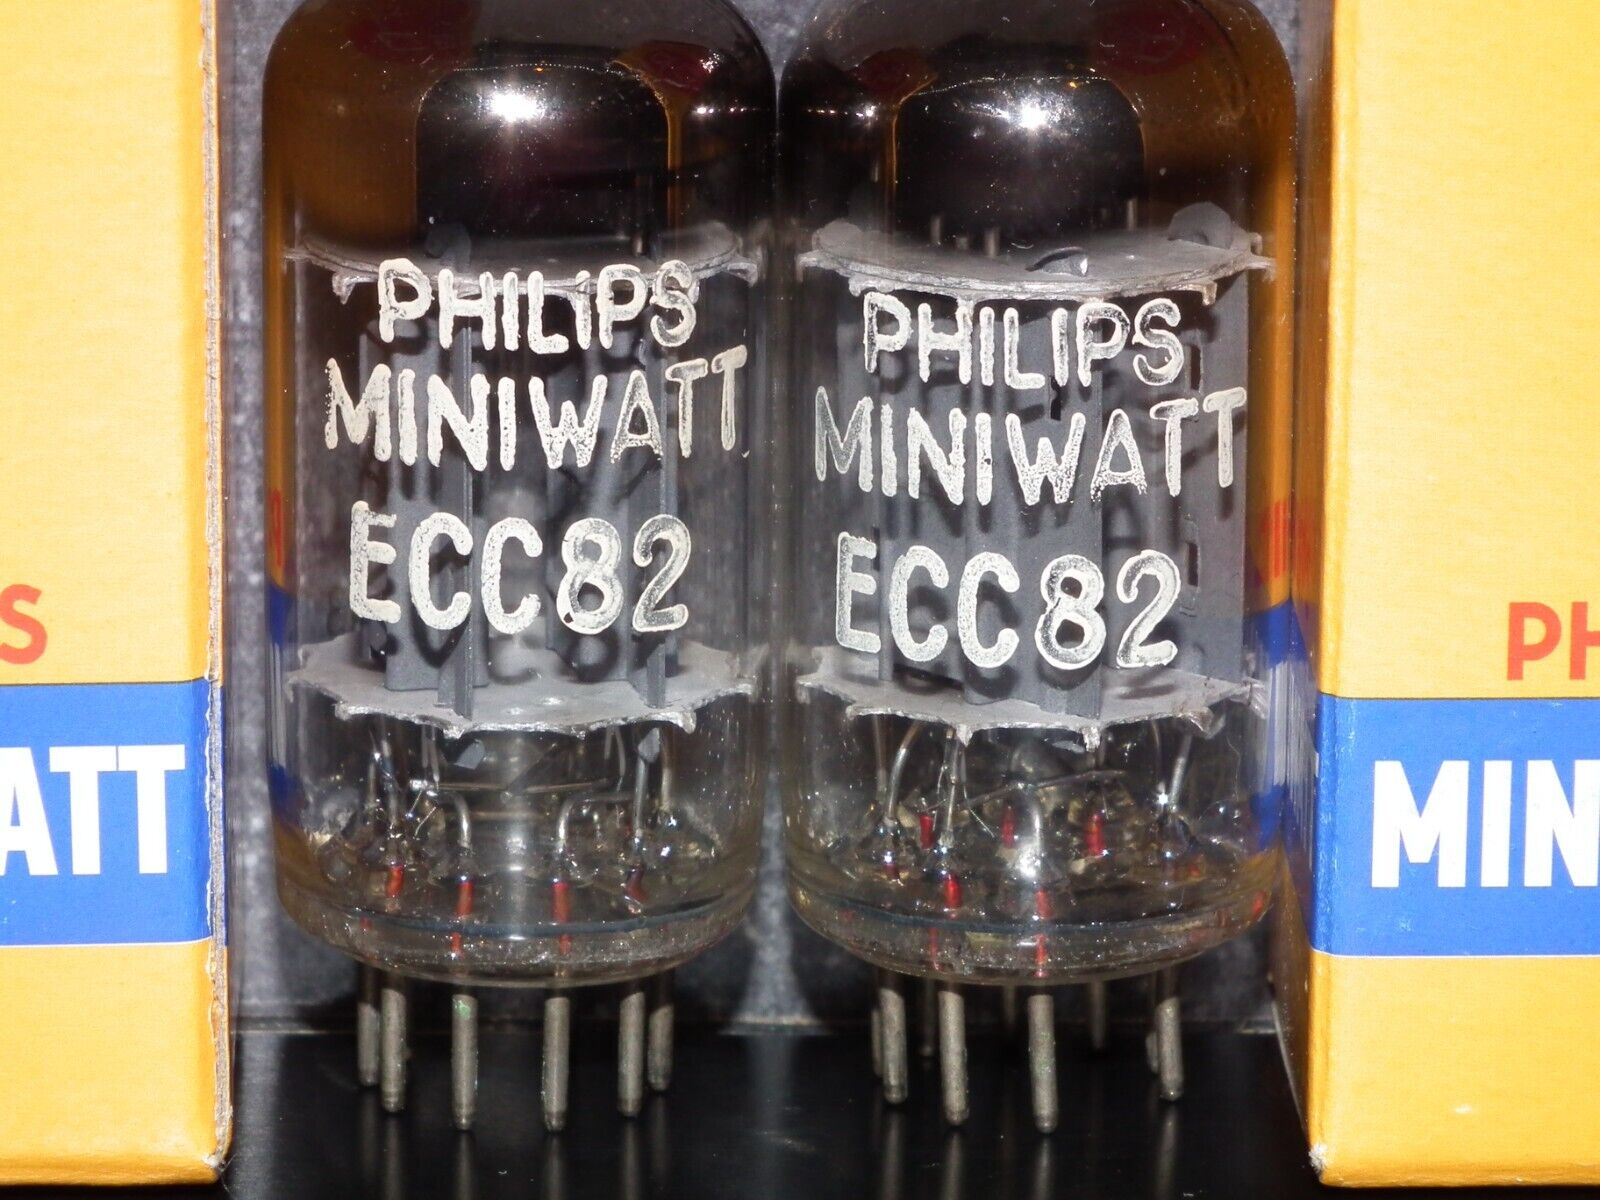 PHILIPS
MINIWATT
ECC82
PHILIPS
MINIWATT
ECC82
S
ATT
PH
MIN